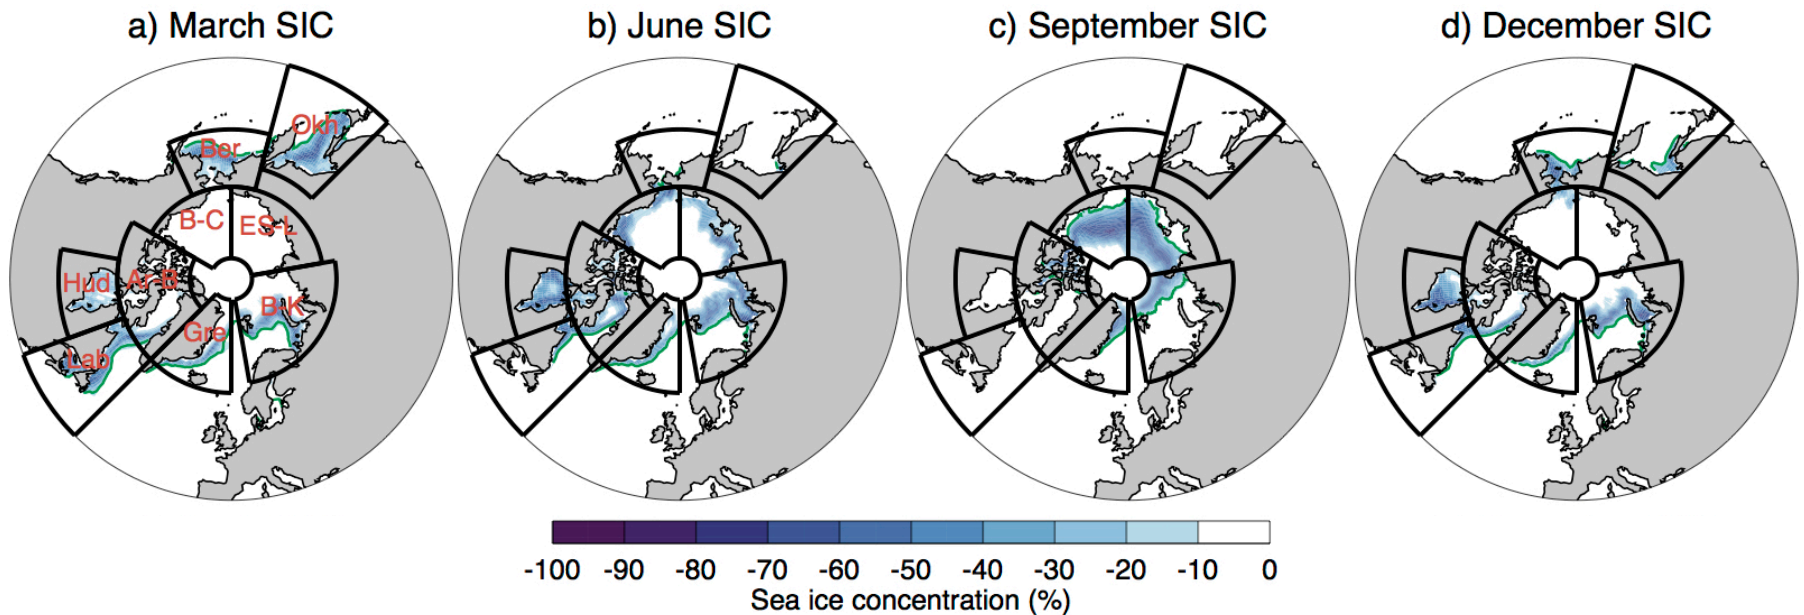 a) March SIC
b) June SIC
c) September SIC
d) December SIC
Okh
Ber
B-C
ES-L
Hud
Ar-B
B-K
Gre
Lab
-100 -90 -80 -70 -60 -50 -40 -30 -20 -10 0
Sea ice concentration (%)